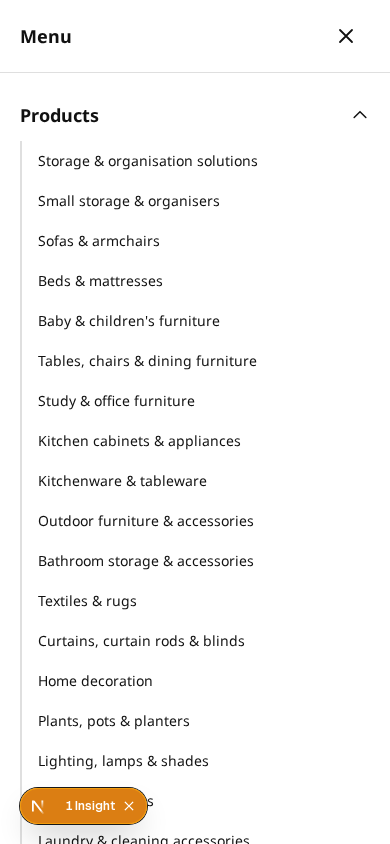 Menu
Products
Storage & organisation solutions
Small storage & organisers
Sofas & armchairs
Beds & mattresses
Baby & children's furniture
Tables, chairs & dining furniture
Study & office furniture
Kitchen cabinets & appliances
Kitchenware & tableware
Outdoor furniture & accessories
Bathroom storage & accessories
Textiles & rugs
Curtains, curtain rods & blinds
Home decoration
Plants, pots & planters
Lighting, lamps & shades
1 Insight
Laundry & cleaning accessories